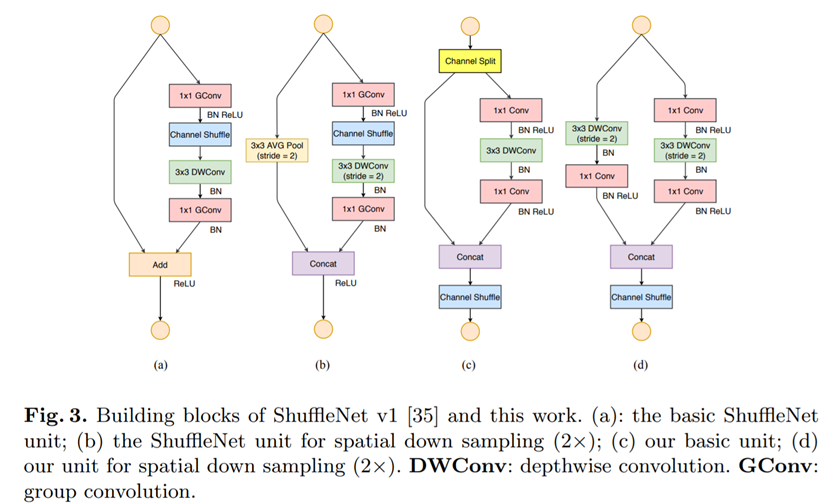 1x1 GConv
BN ReLU
Channel Shuffle
3x3 DWConv
BN
1x1 GConv
BN
Add
ReLU
(a)
3x3 AVG Pool
(stride = 2)
1x1 GConv
BN ReLU
Channel Shuffle
3x3 DWConv
(stride = 2)
BN
1x1 GConv
BN
Concat
ReLU
(b)
Channel Split
1x1 Conv
BN ReLU
3x3 DWConv
BN
1x1 Conv
BN ReLU
Concat
Channel Shuffle
(c)
3x3 DWConv
(stride = 2)
BN
1x1 Conv
BN ReLU
1x1 Conv
BN ReLU
3x3 DWConv
(stride = 2)
BN
1x1 Conv
BN ReLU
Concat
Channel Shuffle
(d)
Fig. 3. Building blocks of ShuffleNet v1 [35] and this work. (a): the basic ShuffleNet
unit; (b) the ShuffleNet unit for spatial down sampling (2×); (c) our basic unit; (d)
our unit for spatial down sampling (2×). DWConv: depthwise convolution. GConv:
group convolution.